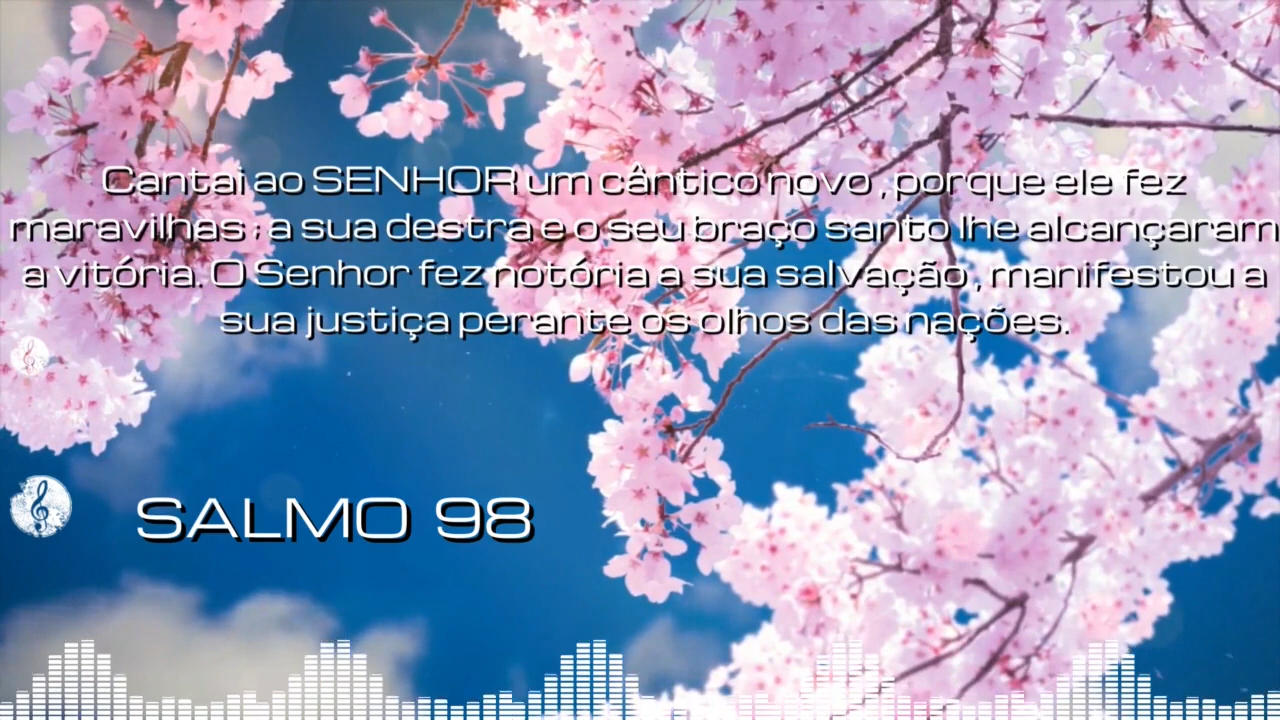 Cantai ao SENHOR um cântico novo , porque ele fez
maravilhas ; a sua destra e o seu braço santo lhe alcançaram
a vitória. O Senhor fez notória a sua salvação , manifestou a
sua justiça perante os olhos das nações.
SALMO 98